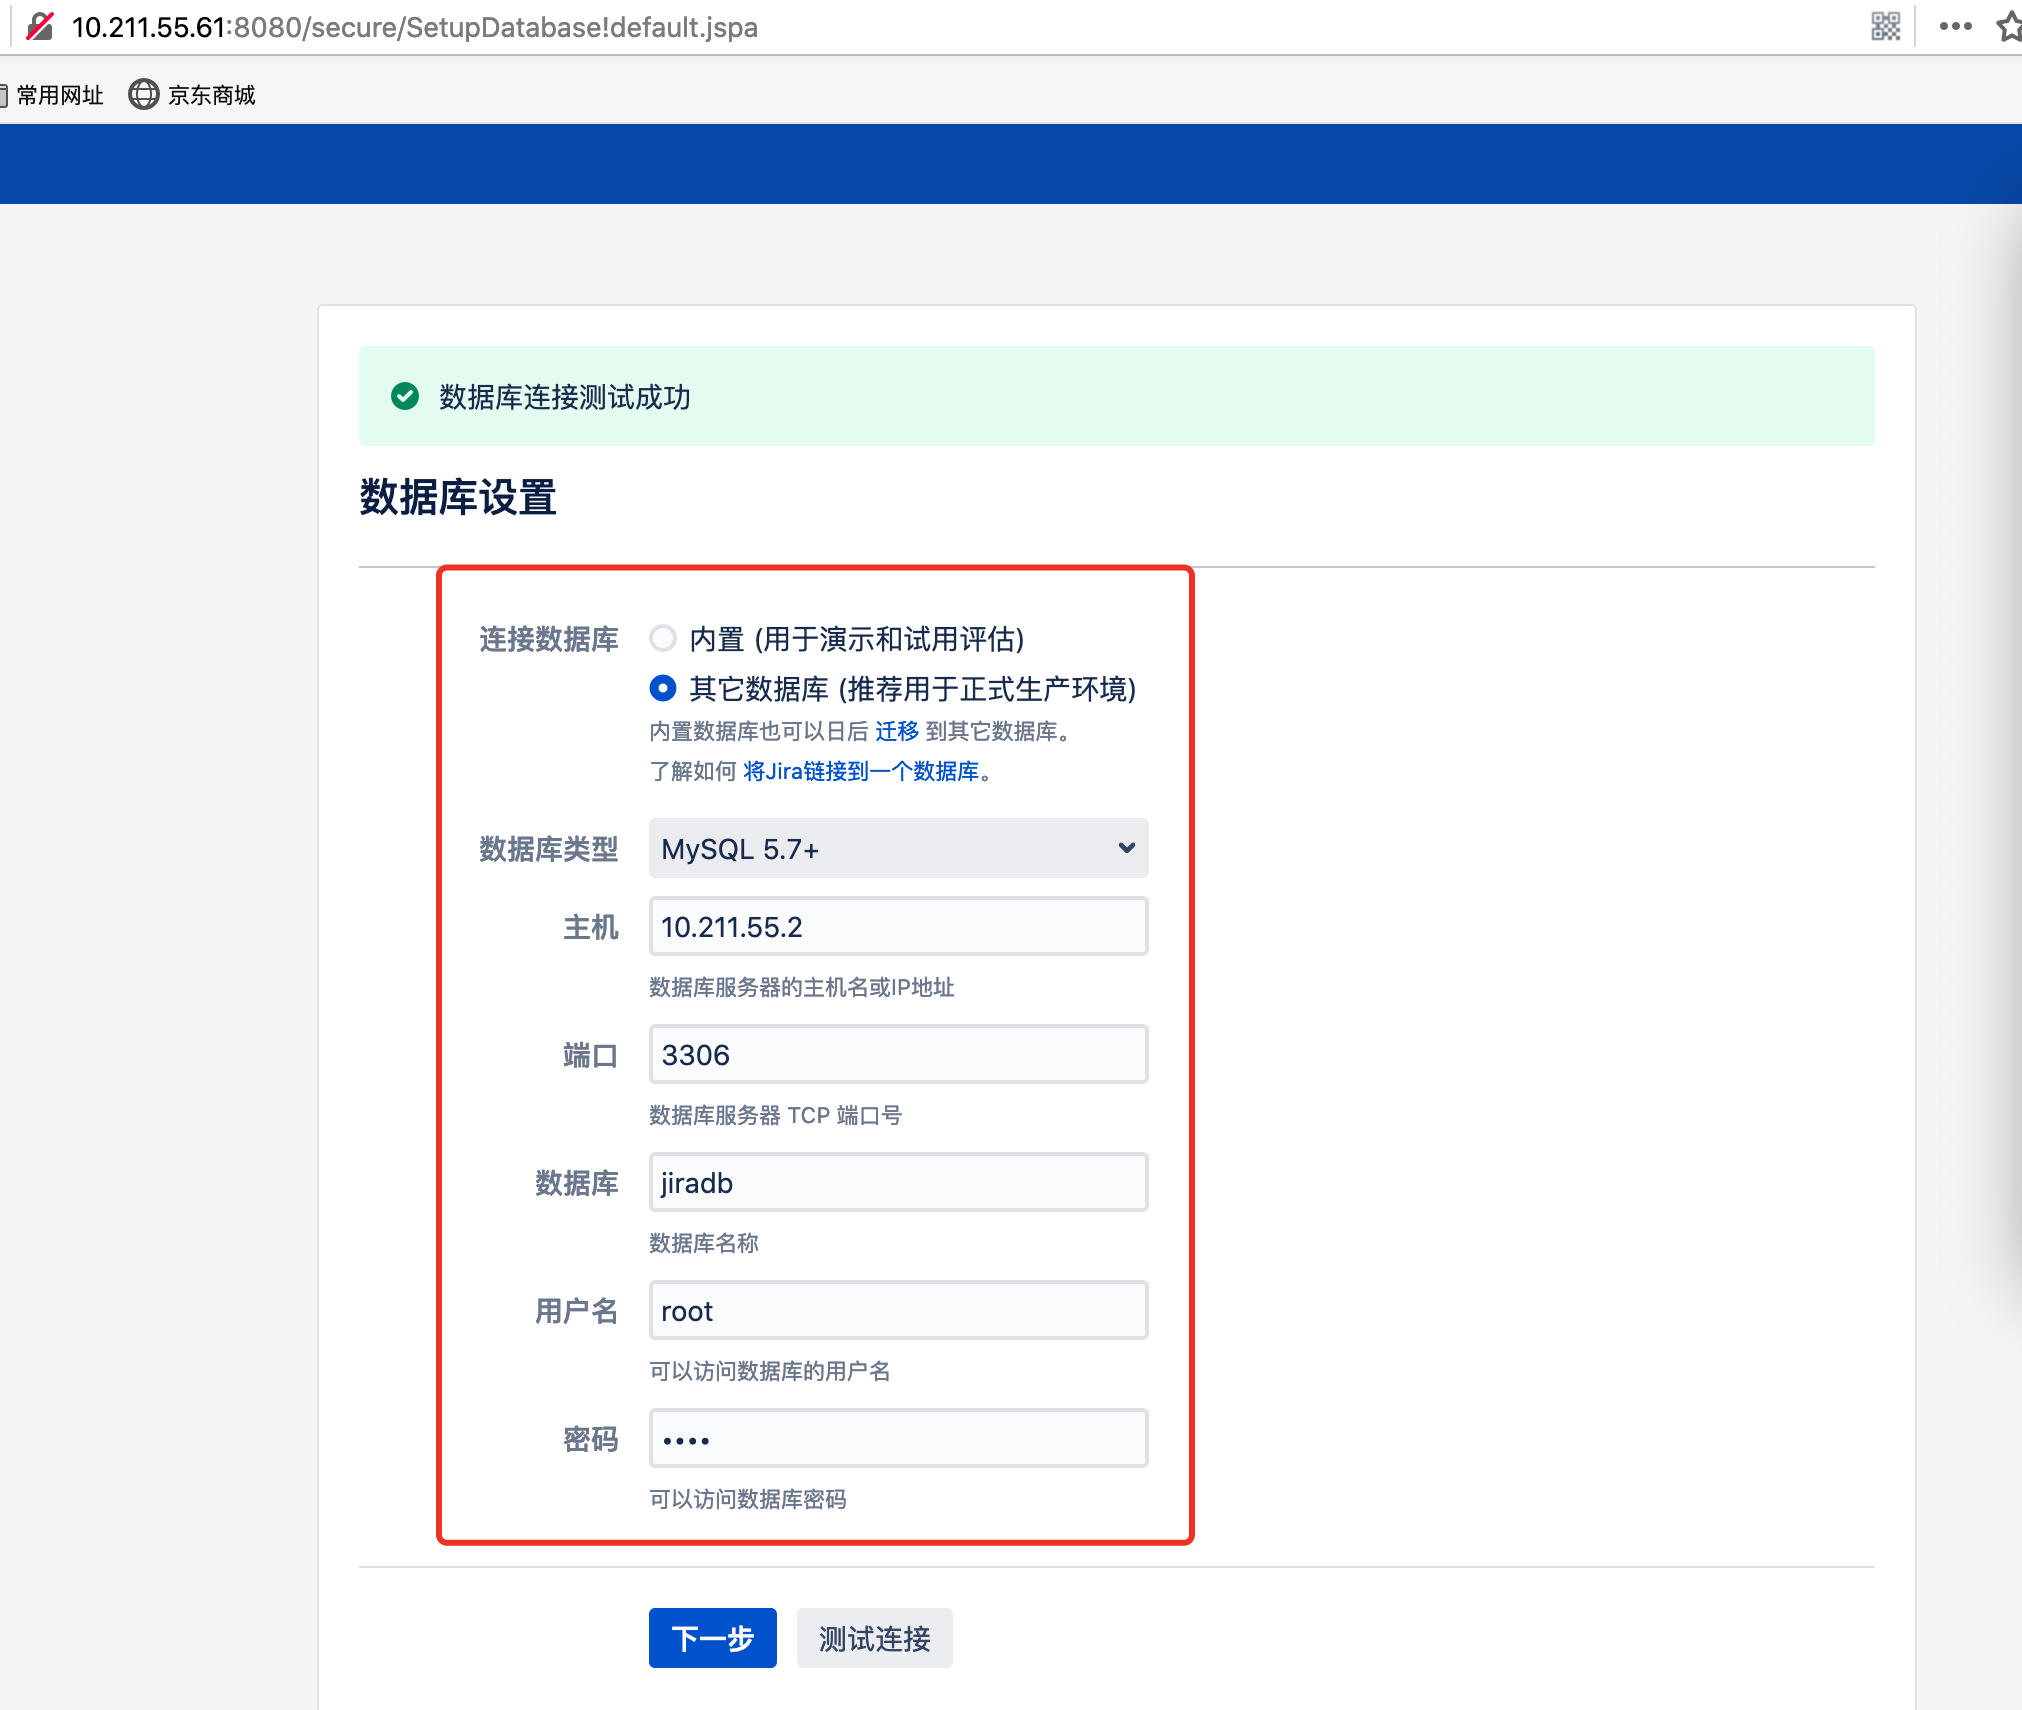 10.211.55.61:8080/secure/SetupDatabase!default.jspa
常用网址 京东商城
数据库连接测试成功
数据库设置
连接数据库 内置 (用于演示和试用评估)
其它数据库 (推荐用于正式生产环境)
内置数据库也可以日后 迁移 到其它数据库。
了解如何 将Jira链接到一个数据库。
数据库类型 MySQL 5.7+
主机 10.211.55.2
数据库服务器的主机名或IP地址
端口 3306
数据库服务器 TCP 端口号
数据库 jiradb
数据库名称
用户名 root
可以访问数据库的用户名
密码 ••••
可以访问数据库密码
下一步 测试连接